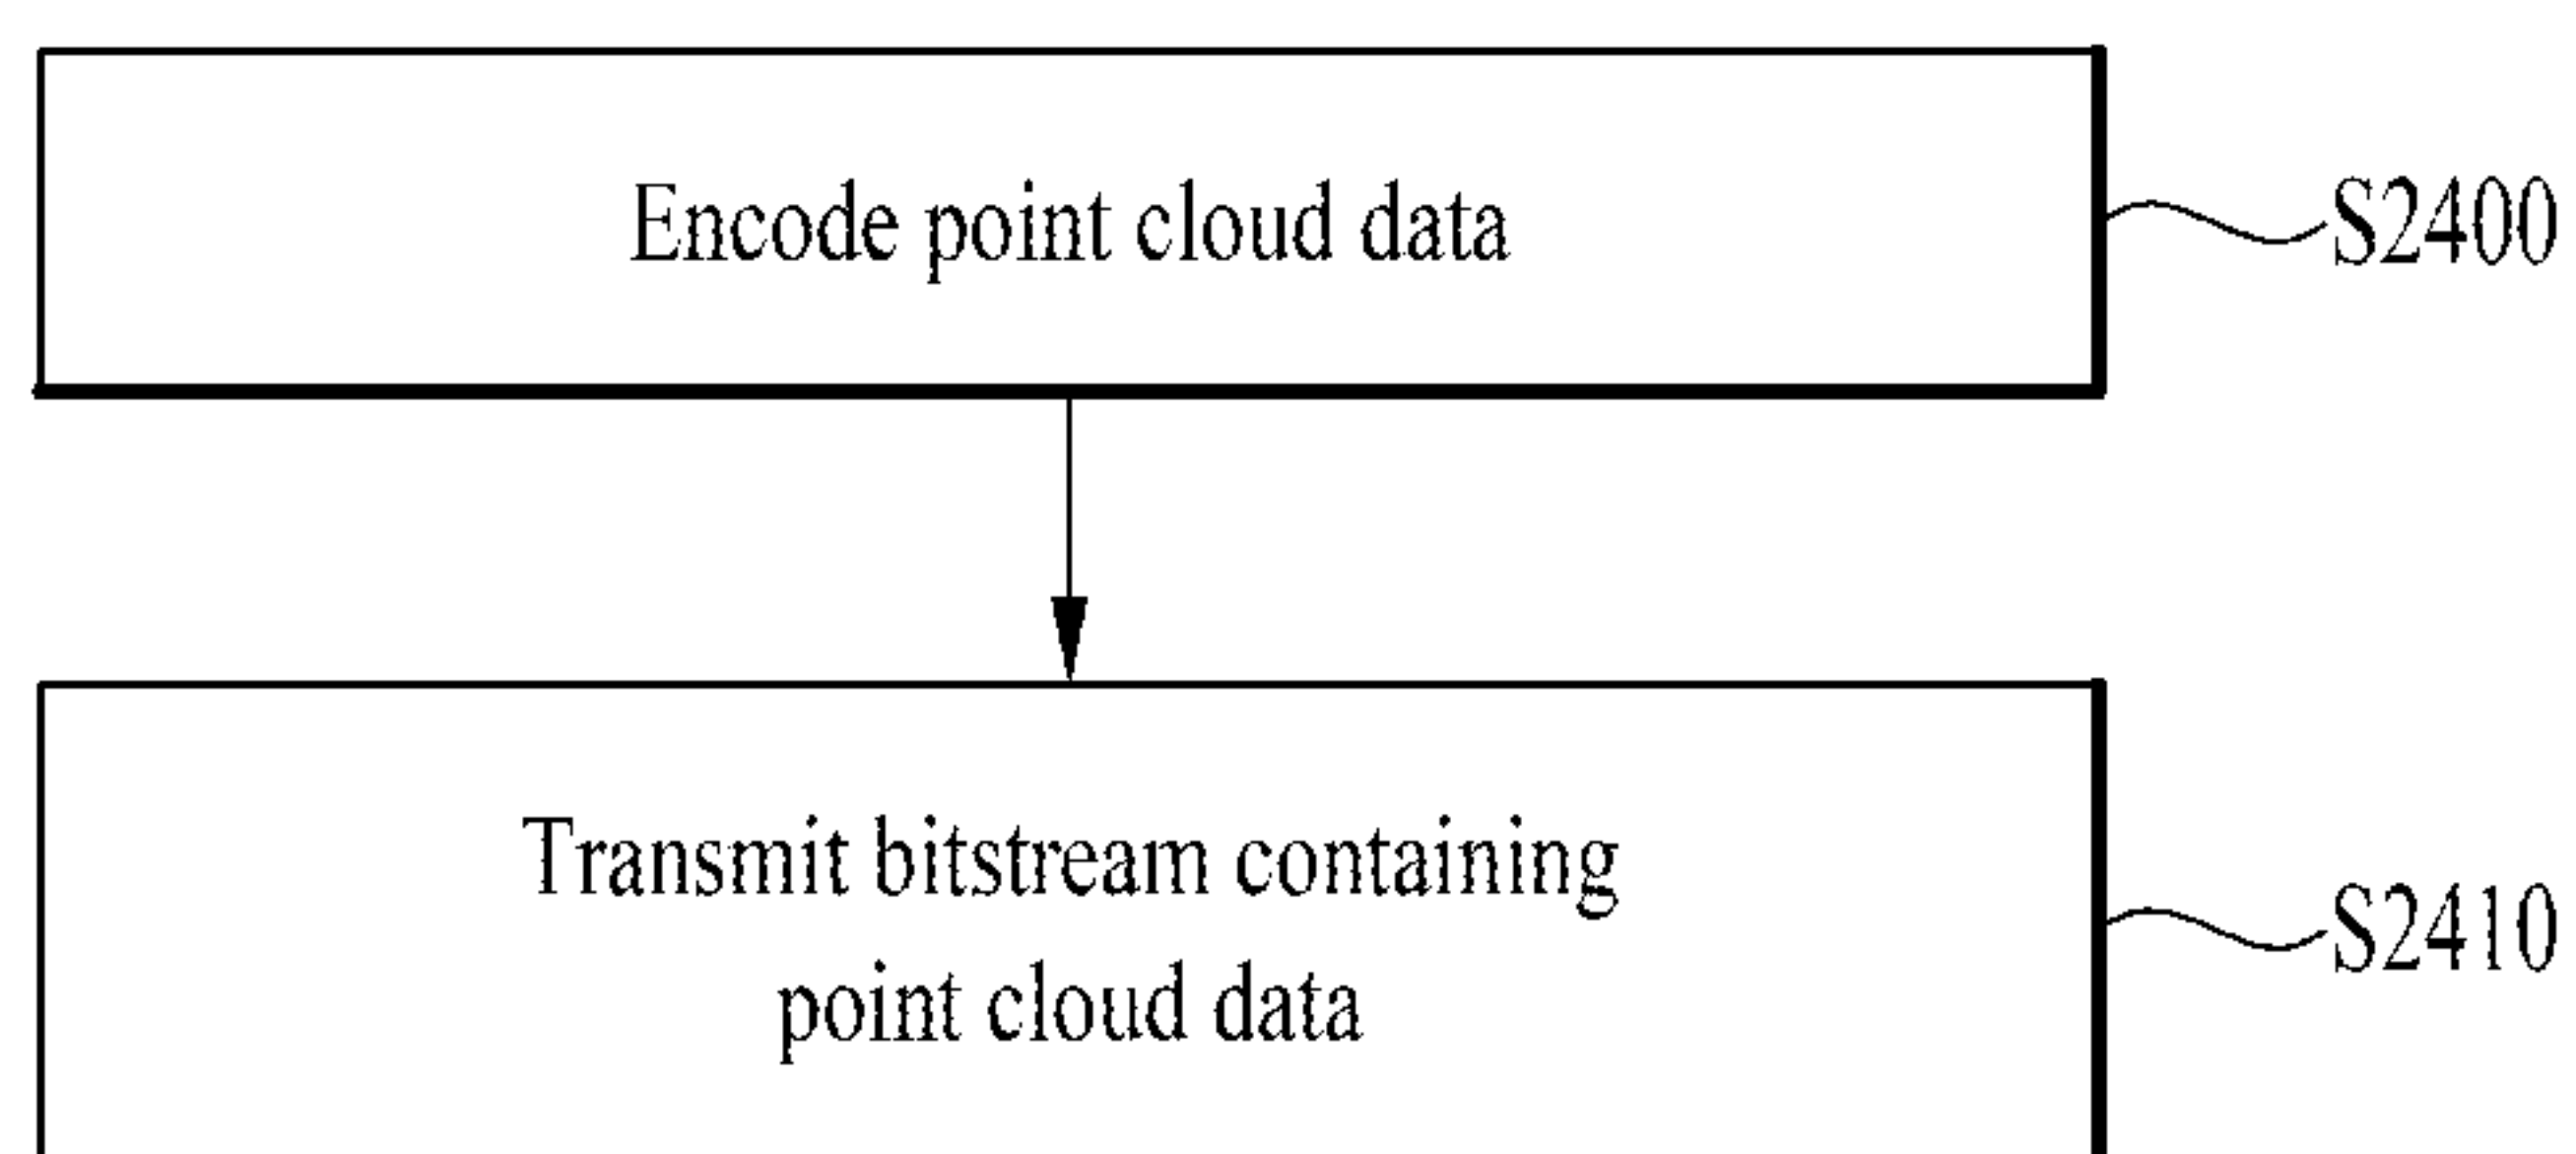 Encode point cloud data
S2400
Transmit bitstream containing
point cloud data
S2410